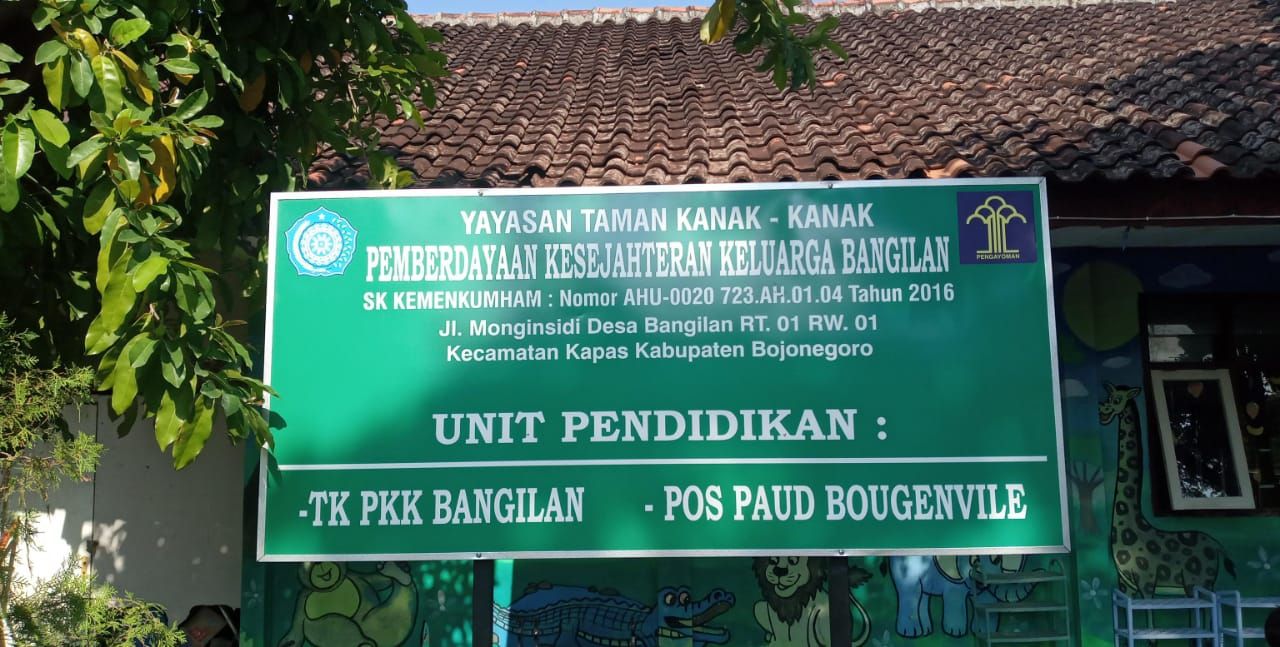 YAYASAN TAMAN KANAK - KANAK
PEMBERDAYAAN KESEJAHTERAN KELUARGA BANGILAN
PENGAYOMAN
SK KEMENKUMHAM : Nomor AHU-0020 723.AH.01.04 Tahun 2016
Jl. Monginsidi Desa Bangilan RT. 01 RW. 01
Kecamatan Kapas Kabupaten Bojonegoro
UNIT PENDIDIKAN :
-TK PKK BANGILAN - POS PAUD BOUGENVILE